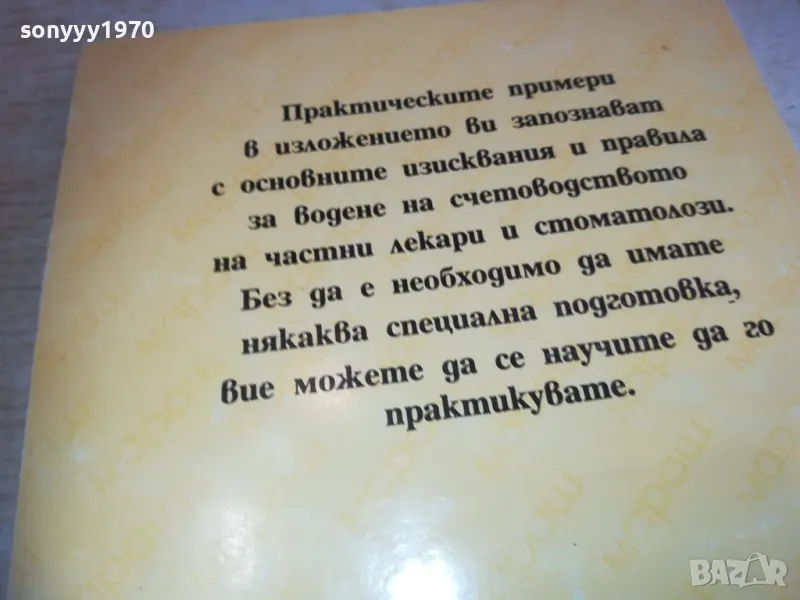 sonyyy1970
Практическите примери
в изложението ви запознават
с основните изисквания и правила
за водене на счетоводството
на частни лекари и стоматолози.
Без да е необходимо да имате
някаква специална подготовка,
вие можете да се научите да го
практикувате.
BAZAR